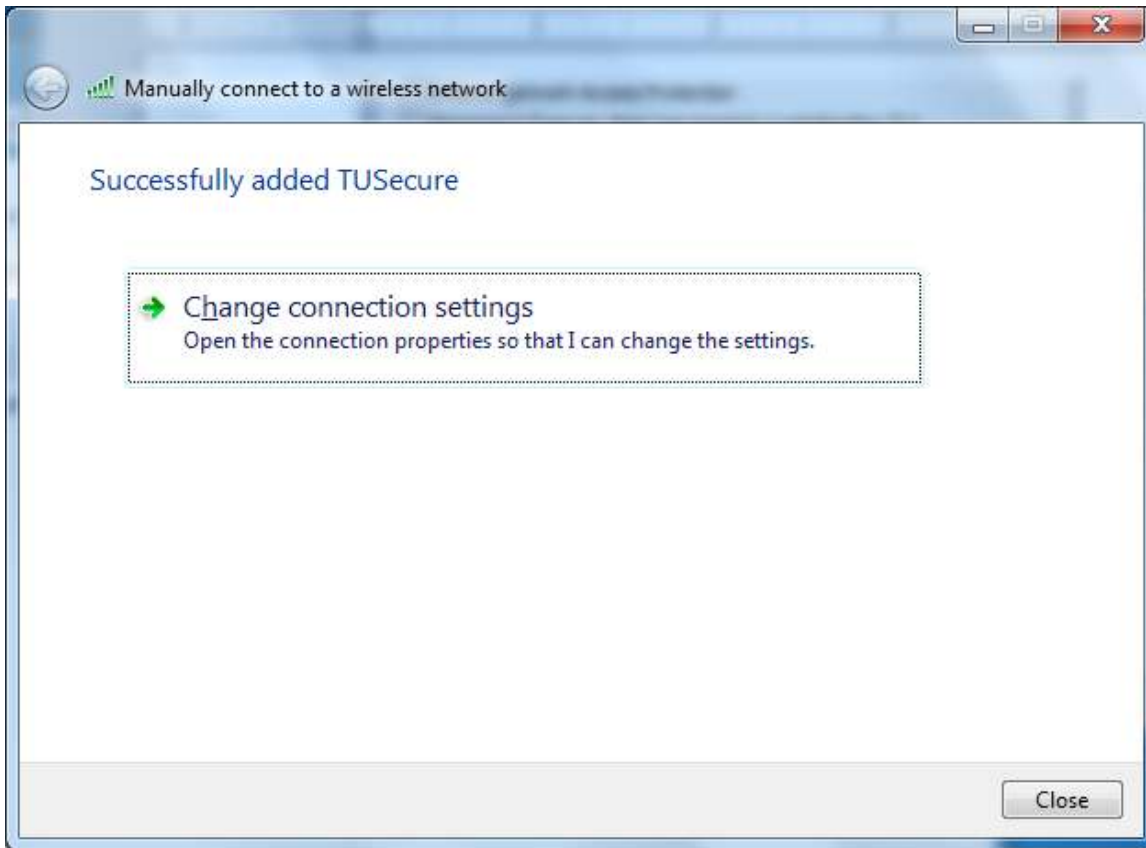 Manually connect to a wireless network
Successfully added TUSecure
Change connection settings
Open the connection properties so that I can change the settings.
Close